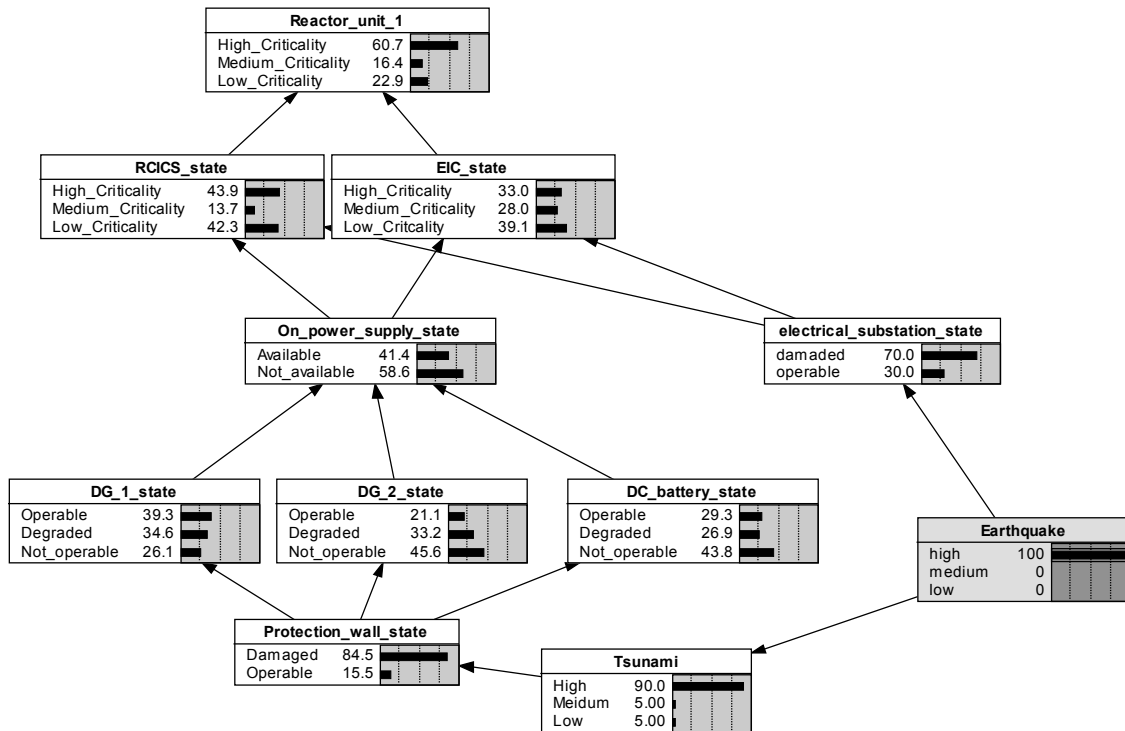 Reactor_unit_1
High_Criticality 60.7
Medium_Criticality 16.4
Low_Criticality 22.9
RCICS_state
High_Criticality 43.9
Medium_Criticality 13.7
Low_Criticality 42.3
EIC_state
High_Criticality 33.0
Medium_Criticality 28.0
Low_Critcality 39.1
On_power_supply_state
Available 41.4
Not_available 58.6
electrical_substation_state
damaded 70.0
operable 30.0
DG_1_state
Operable 39.3
Degraded 34.6
Not_operable 26.1
DG_2_state
Operable 21.1
Degraded 33.2
Not_operable 45.6
DC_battery_state
Operable 29.3
Degraded 26.9
Not_operable 43.8
Earthquake
high 100
medium 0
low 0
Protection_wall_state
Damaged 84.5
Operable 15.5
Tsunami
High 90.0
Meidum 5.00
Low 5.00